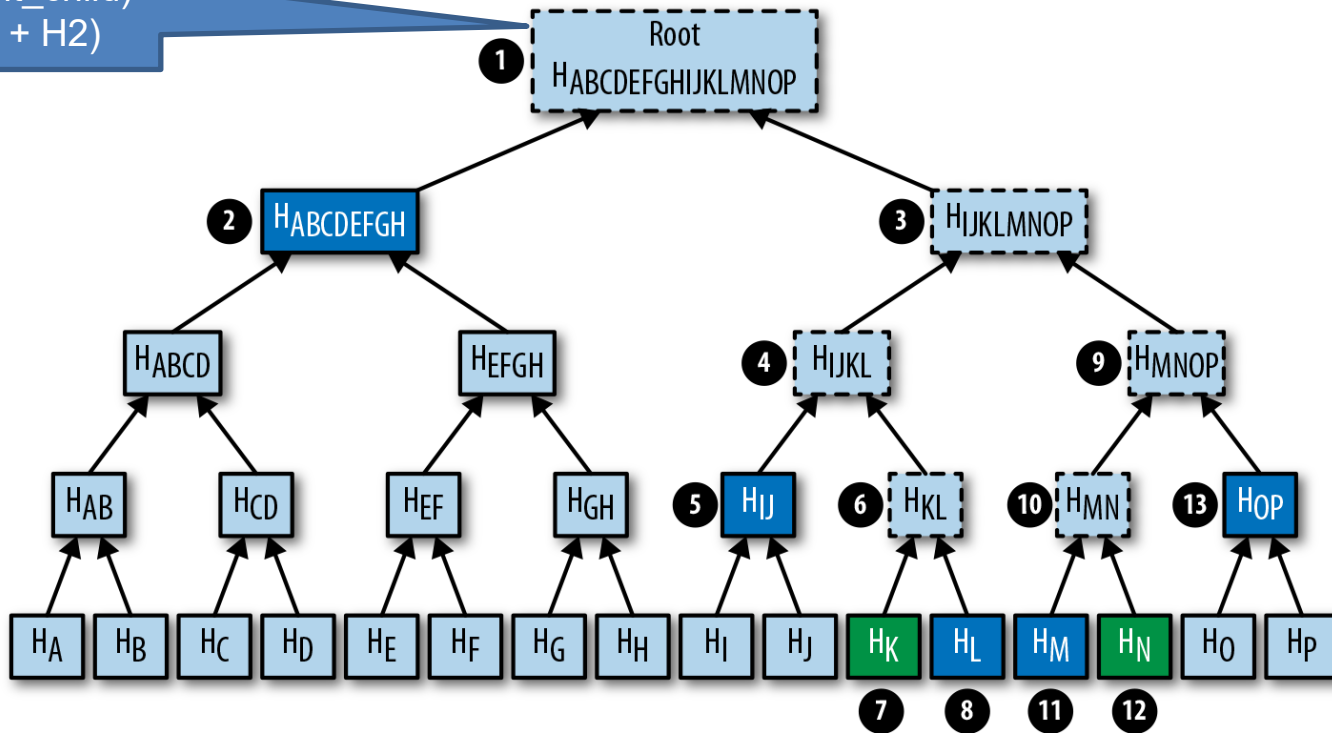 + H2)
Root
1
HABCDEFGHIJKLMNOP
2 HABCDEFGH 3 HIJKLMNOP
HABCD HEFGH 4 HIJKL 9 HMNOP
HAB HCD HEF HGH 5 HIJ 6 HKL 10 HMN 13 HOP
HA HB HC HD HE HF HG HH HI HJ HK HL HM HN HO HP
7 8 11 12